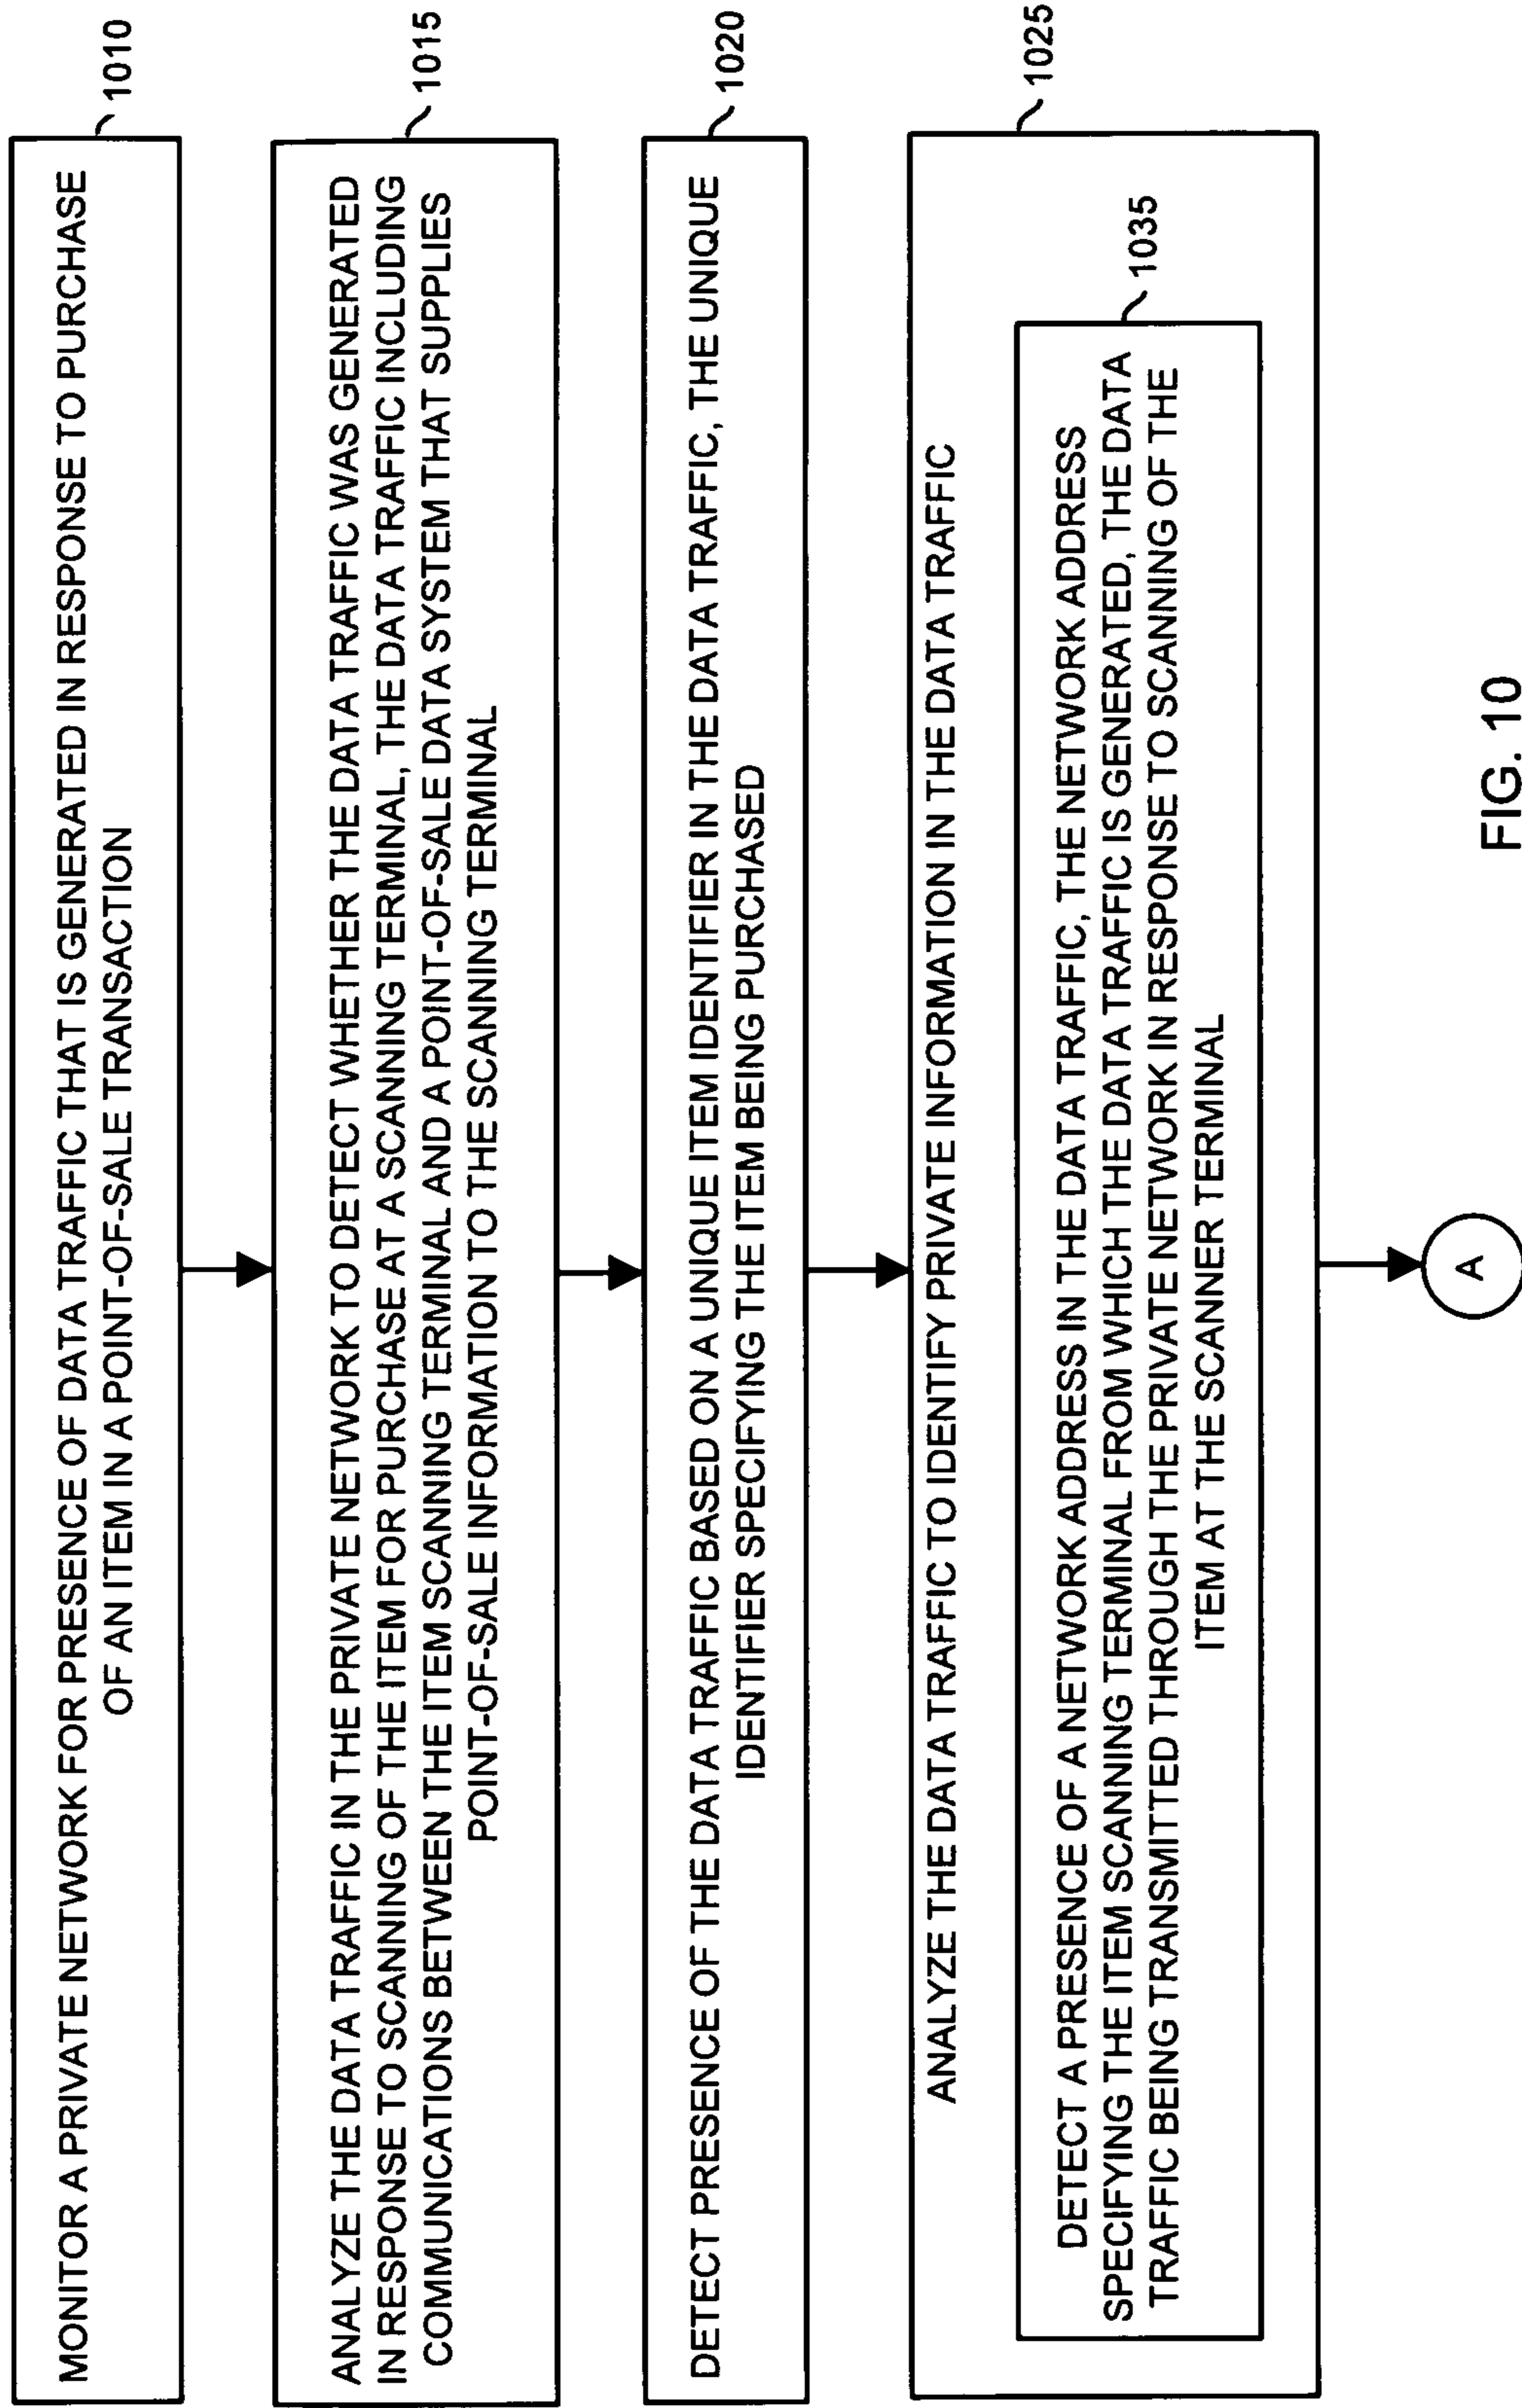 MONITOR A PRIVATE NETWORK FOR PRESENCE OF DATA TRAFFIC THAT IS GENERATED IN RESPONSE TO PURCHASE
OF AN ITEM IN A POINT-OF-SALE TRANSACTION
1010
ANALYZE THE DATA TRAFFIC IN THE PRIVATE NETWORK TO DETECT WHETHER THE DATA TRAFFIC WAS GENERATED
IN RESPONSE TO SCANNING OF THE ITEM FOR PURCHASE AT A SCANNING TERMINAL, THE DATA TRAFFIC INCLUDING
COMMUNICATIONS BETWEEN THE ITEM SCANNING TERMINAL AND A POINT-OF-SALE DATA SYSTEM THAT SUPPLIES
POINT-OF-SALE INFORMATION TO THE SCANNING TERMINAL
1015
DETECT PRESENCE OF THE DATA TRAFFIC BASED ON A UNIQUE ITEM IDENTIFIER IN THE DATA TRAFFIC, THE UNIQUE
IDENTIFIER SPECIFYING THE ITEM BEING PURCHASED
1020
ANALYZE THE DATA TRAFFIC TO IDENTIFY PRIVATE INFORMATION IN THE DATA TRAFFIC
1025
DETECT A PRESENCE OF A NETWORK ADDRESS IN THE DATA TRAFFIC, THE NETWORK ADDRESS
SPECIFYING THE ITEM SCANNING TERMINAL FROM WHICH THE DATA TRAFFIC IS GENERATED, THE DATA
TRAFFIC BEING TRANSMITTED THROUGH THE PRIVATE NETWORK IN RESPONSE TO SCANNING OF THE
ITEM AT THE SCANNER TERMINAL
1035
A
FIG. 10